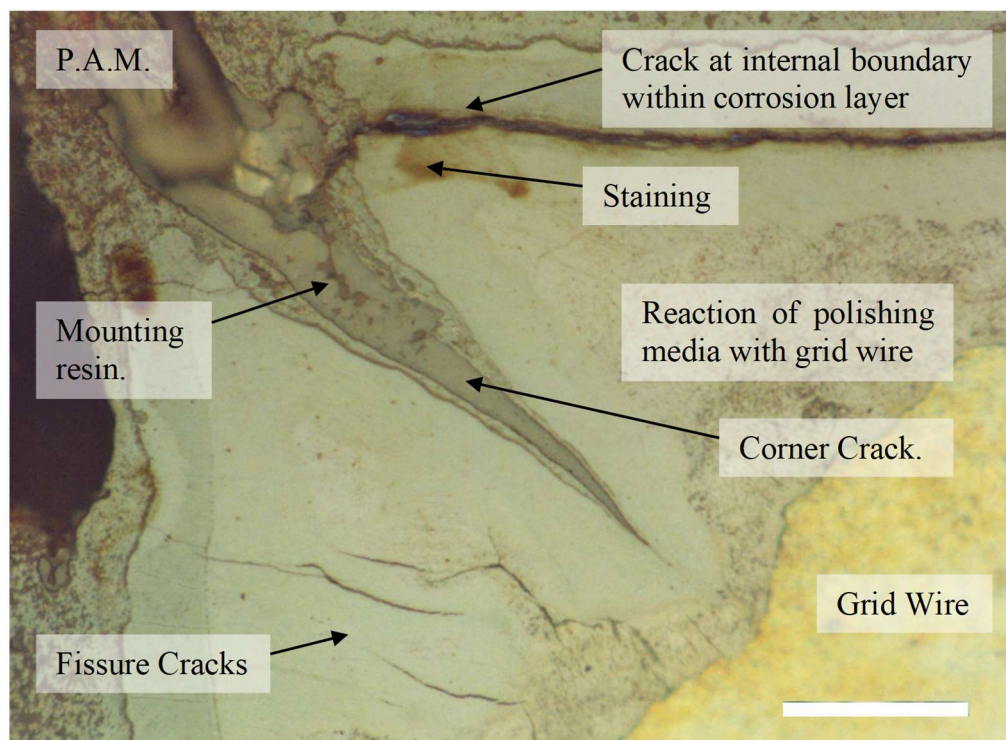 P.A.M.
Crack at internal boundary
within corrosion layer
Staining
Mounting
resin.
Reaction of polishing
media with grid wire
Corner Crack.
Grid Wire
Fissure Cracks